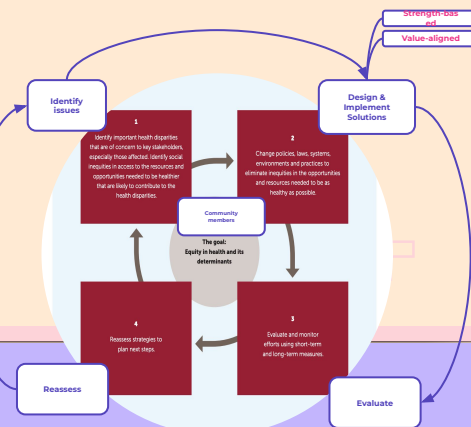 Strength-bas
ed
Value-aligned
Identify
issues
Design &
Implement
Solutions
1
Identify important health disparities
that are of concern to key stakeholders,
especially those affected. Identify social
inequities in access to the resources and
opportunities needed to be healthier
that are likely to contribute to the
health disparities.
2
Change policies, laws, systems,
environments and practices to
eliminate inequities in the opportunities
and resources needed to be as
healthy as possible.
Community
members
The goal:
Equity in health and its
determinants
4
Reassess strategies to
plan next steps.
3
Evaluate and monitor
efforts using short-term
and long-term measures.
Reassess
Evaluate